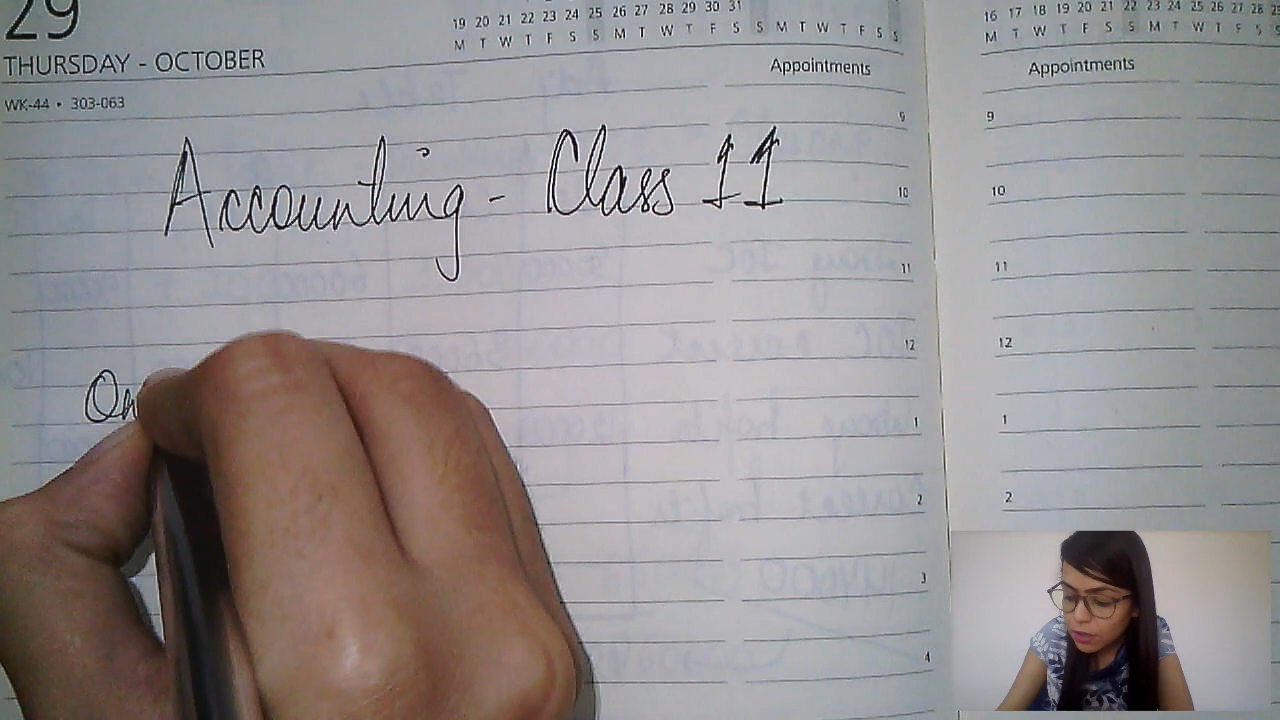 29
19 20 21 22 23 24 25 26 27 28 29 30 31
M T W T F S S M T W T F S S M T W T F S S
THURSDAY - OCTOBER
WK-44 • 303-063
Appointments
9
10
11
12
1
2
3
4
Accounting - Class 11
16 17 18 19 20 21 22 23 24 25 26 27 28
M T W T F S S M T W T F S
Appointments
9
10
11
12
1
2